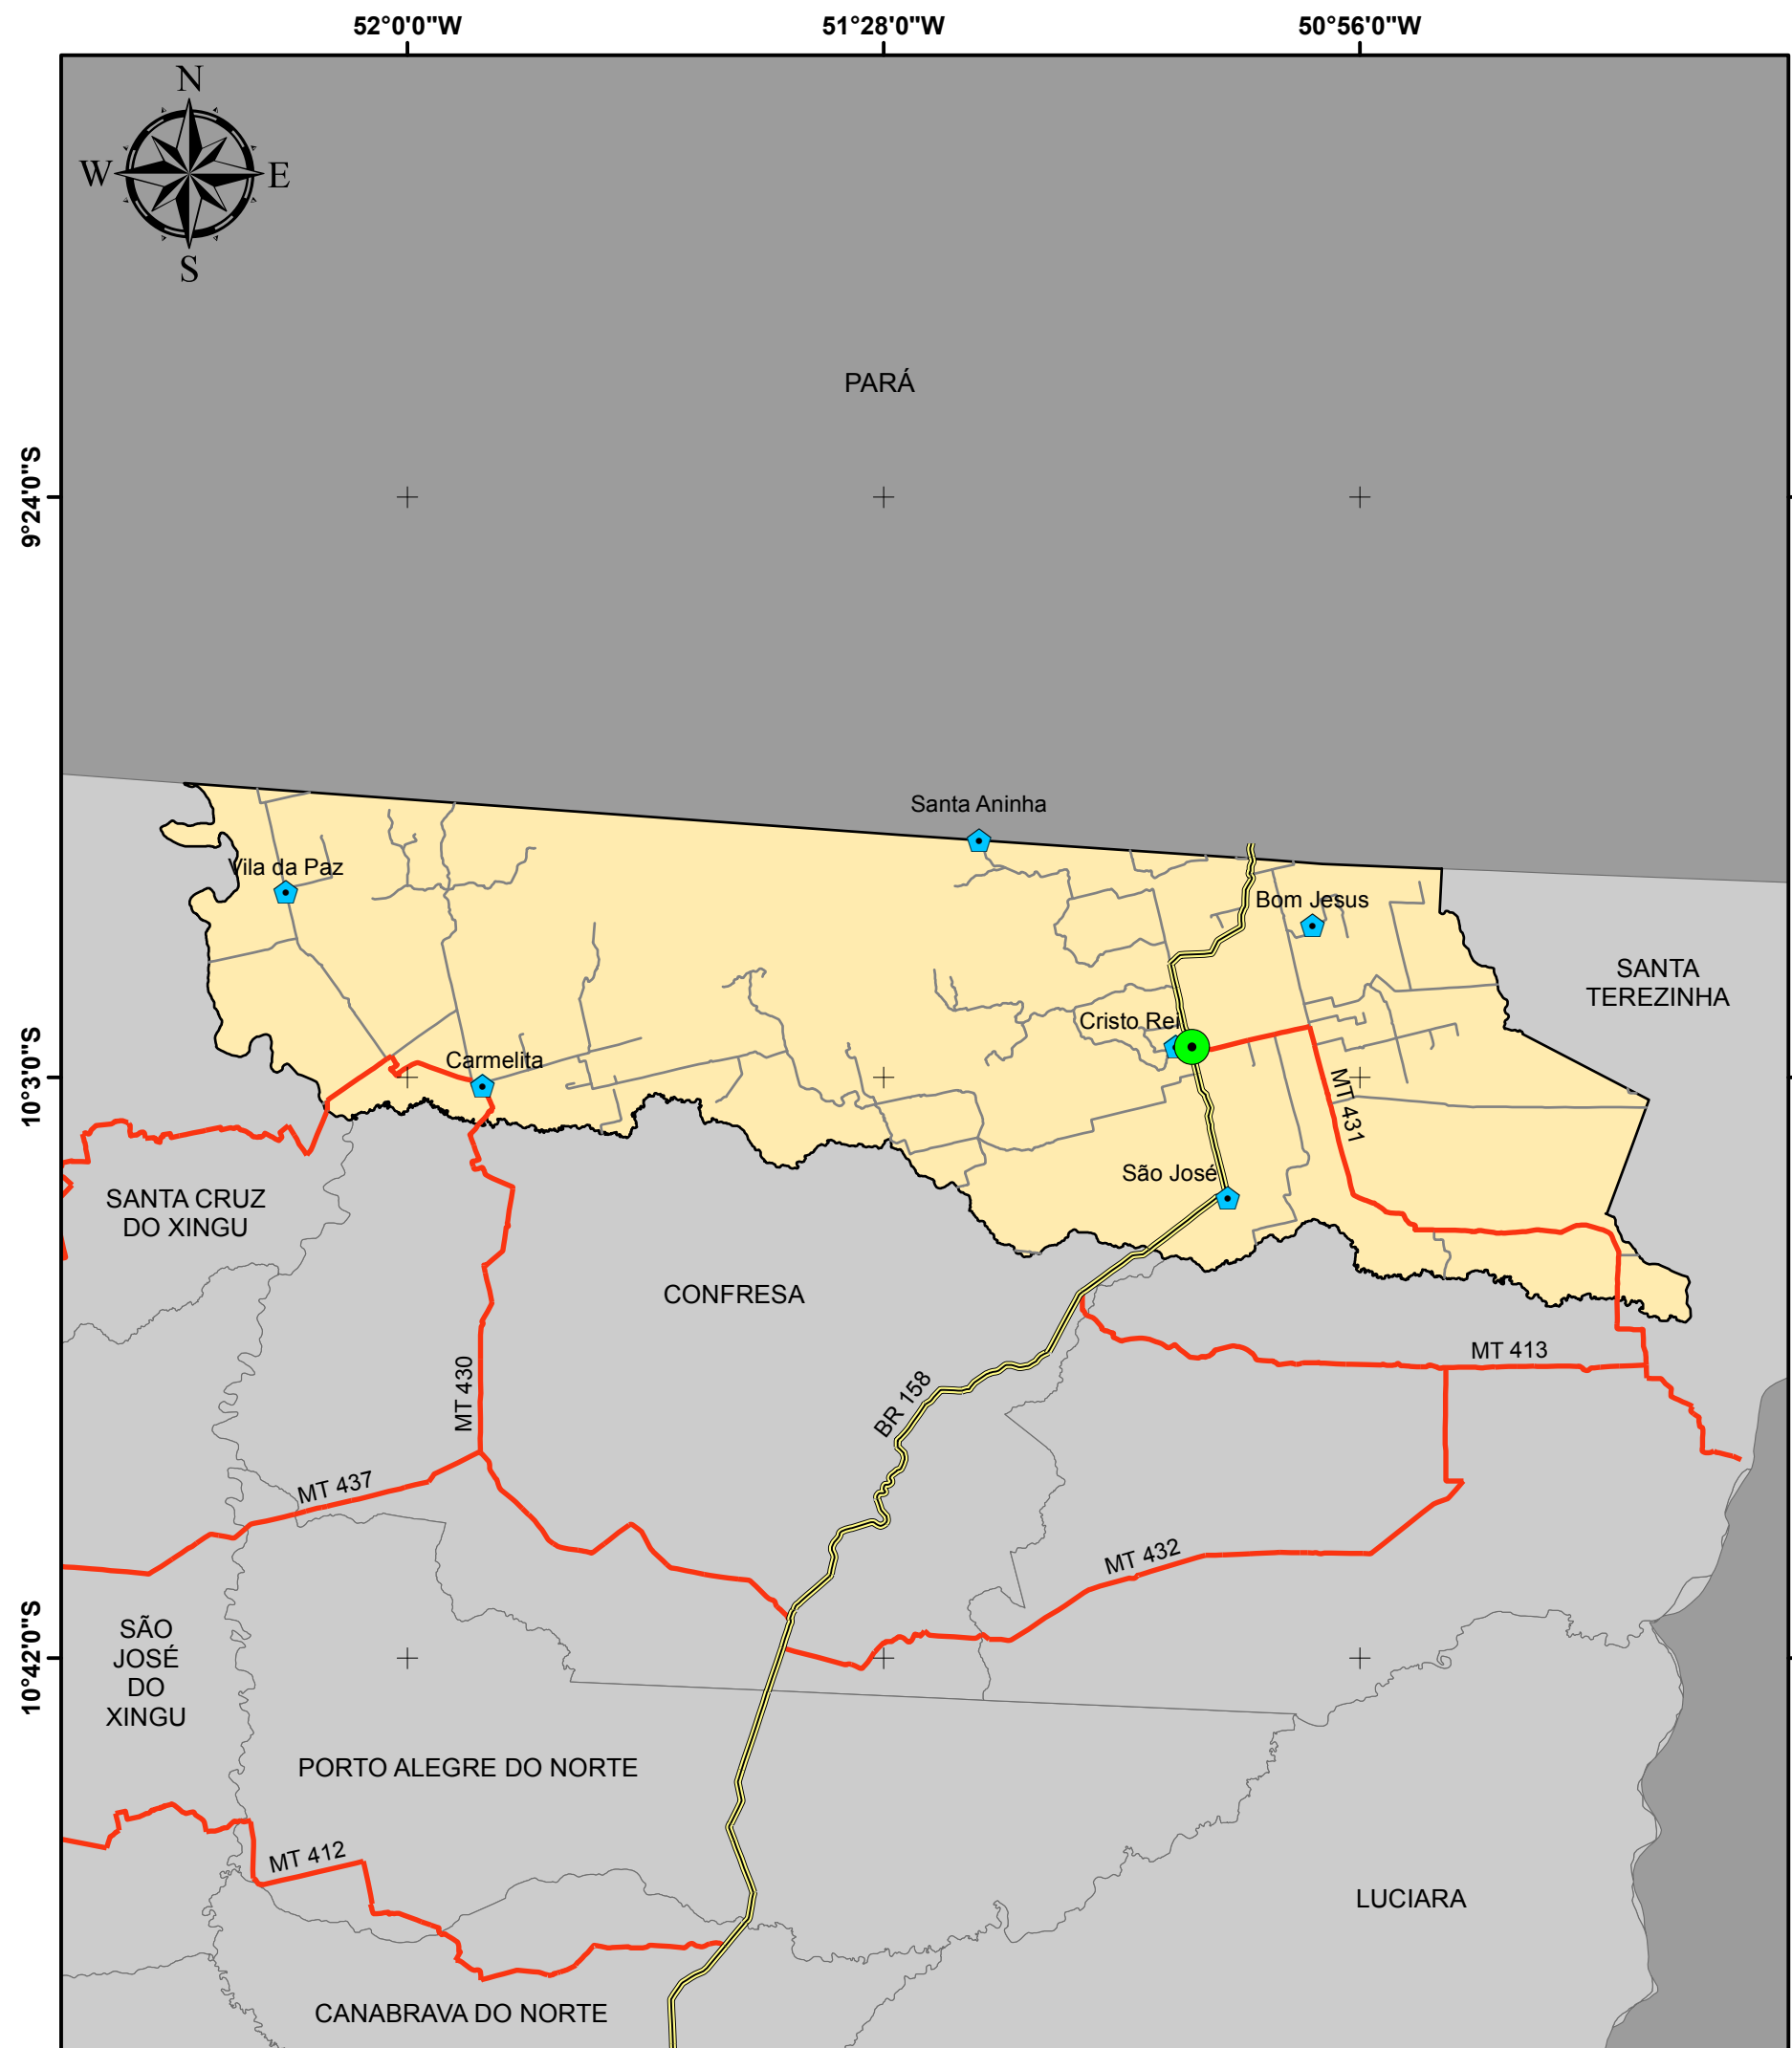 52°0'0"W
51°28'0"W
50°56'0"W
N
W
E
S
PARÁ
9°24'0"S
Santa Aninha
Vila da Paz
Bom Jesus
SANTA
TEREZINHA
Cristo Rei
Carmelita
10°3'0"S
MT 431
São José
SANTA CRUZ
DO XINGU
CONFRESA
MT 413
MT 430
BR 158
MT 437
MT 432
10°42'0"S
SÃO
JOSÉ
DO
XINGU
PORTO ALEGRE DO NORTE
MT 412
LUCIARA
CANABRAVA DO NORTE